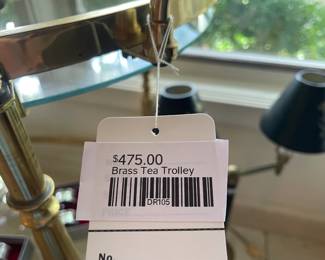 $475.00
Brass Tea Trolley
DR105
No